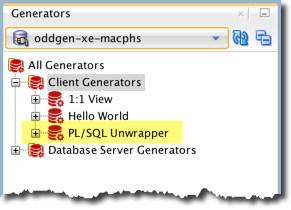 Generators
oddgen-xe-macphs
All Generators
Client Generators
1:1 View
Hello World
PL/SQL Unwrapper
Database Server Generators